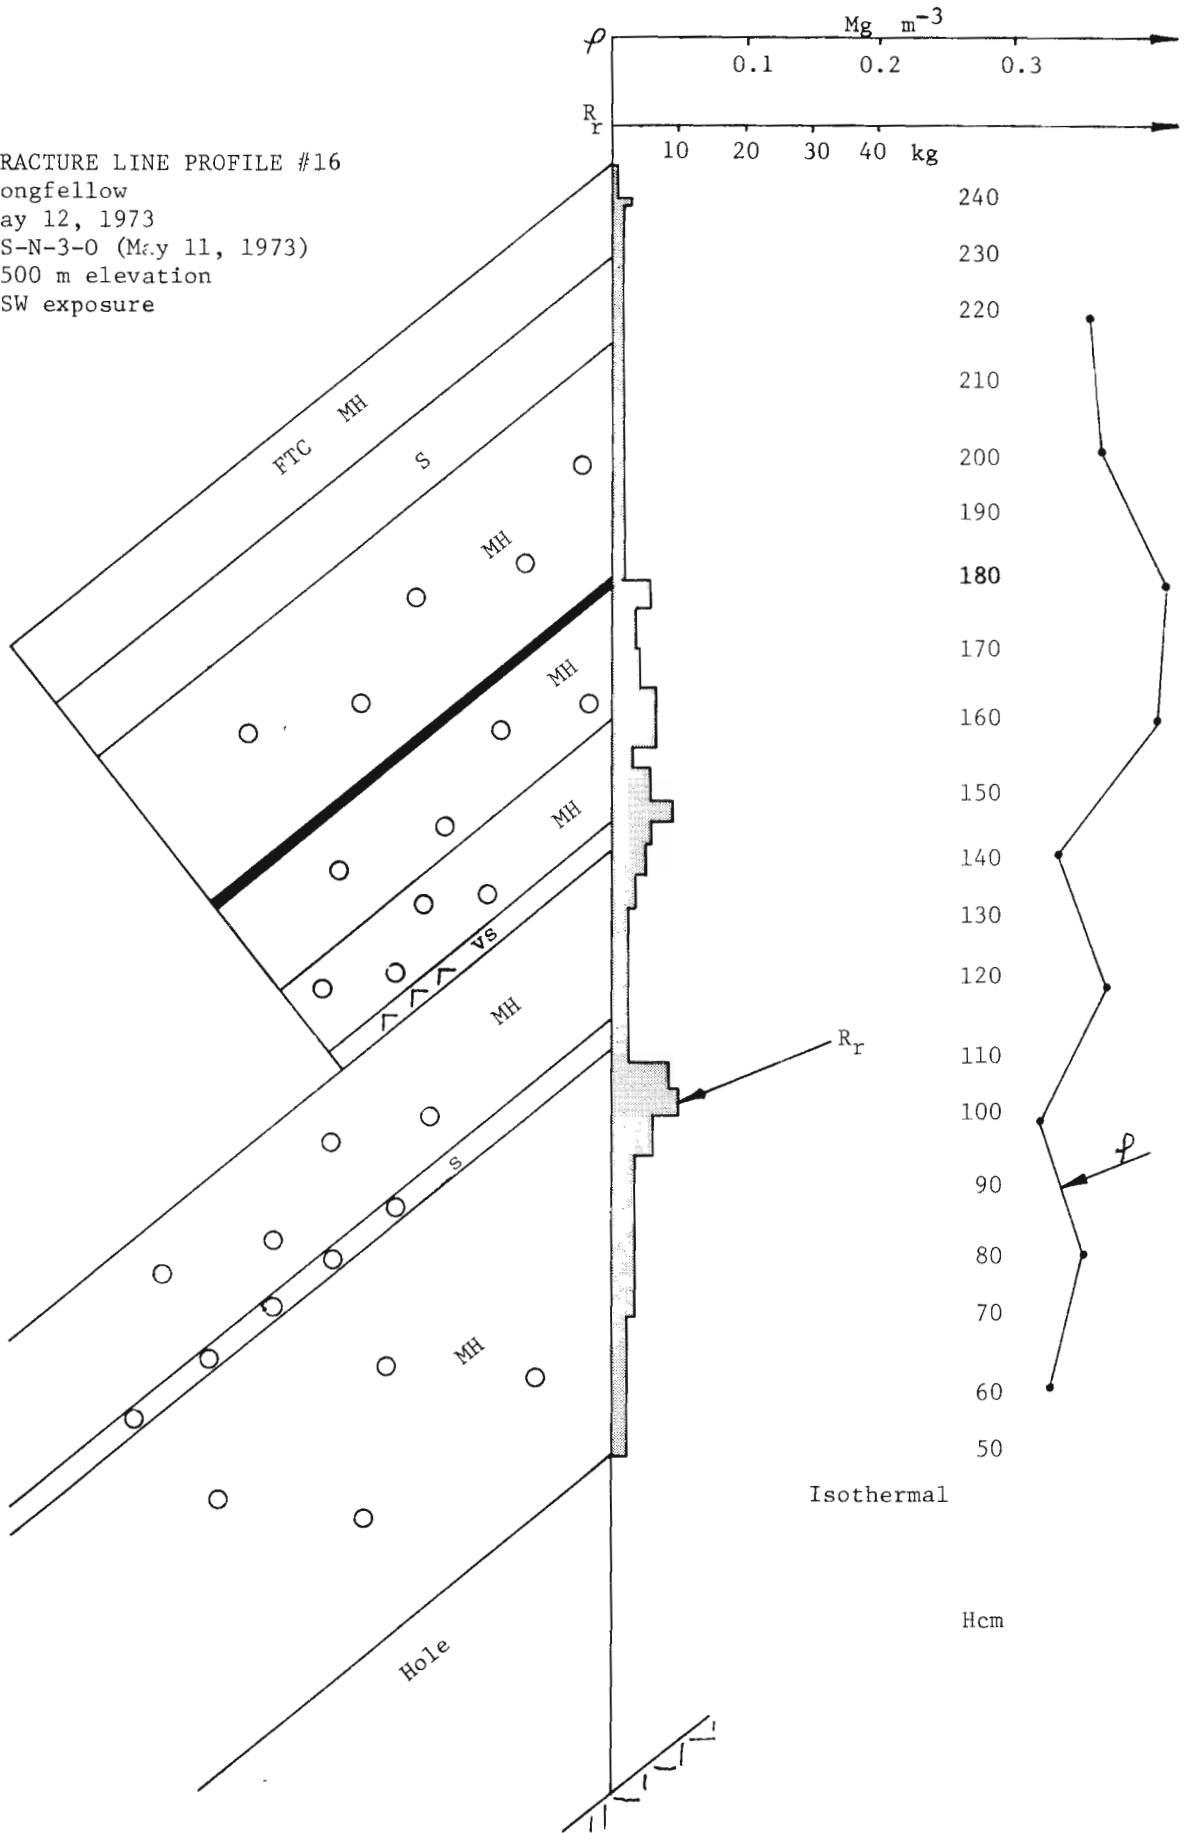 ρ Mg m⁻³
0.1 0.2 0.3
Rr
10 20 30 40 kg
RACTURE LINE PROFILE #16
ongfellow
ay 12, 1973
S-N-3-O (May 11, 1973)
500 m elevation
SW exposure
240
230
220
210
200
190
180
170
160
150
140
130
120
110
100
90
80
70
60
50
FTC MH
S
MH
MH
MH
VS
MH
S
MH
Hole
Rr
ρ
Isothermal
Hcm